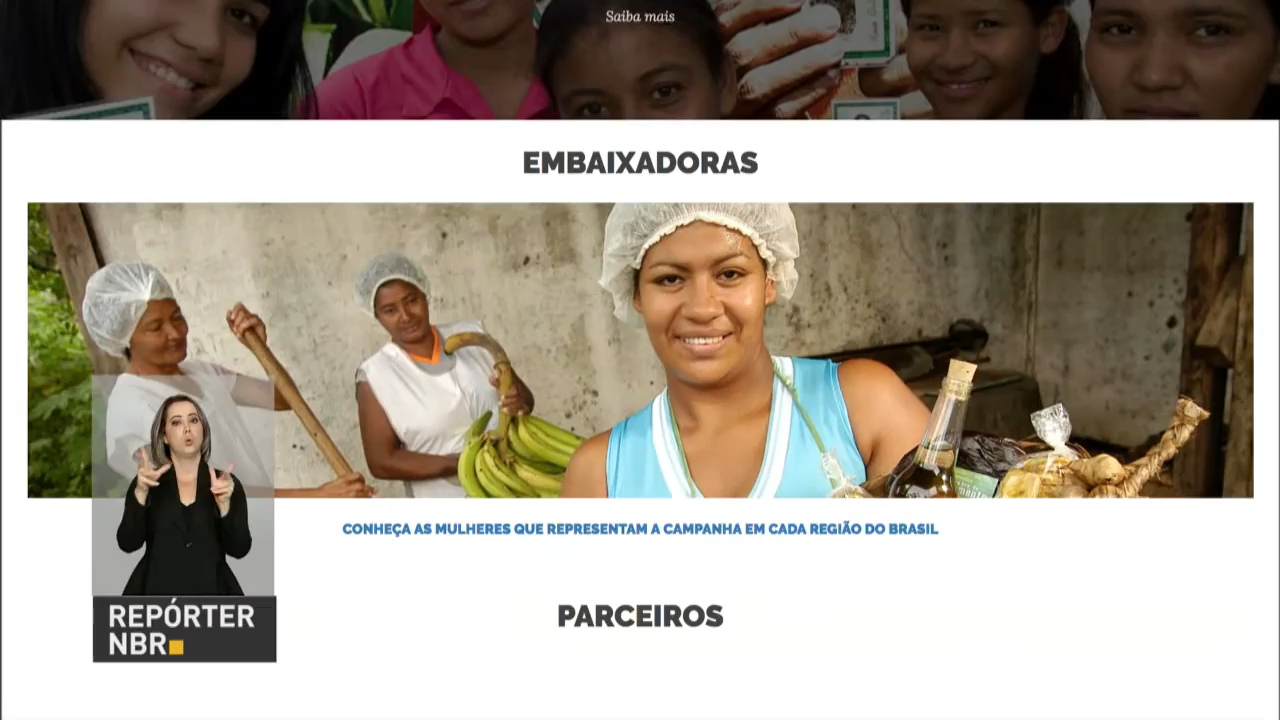 Saiba mais
EMBAIXADORAS
CONHEÇA AS MULHERES QUE REPRESENTAM A CAMPANHA EM CADA REGIÃO DO BRASIL
PARCEIROS
REPÓRTER
NBR